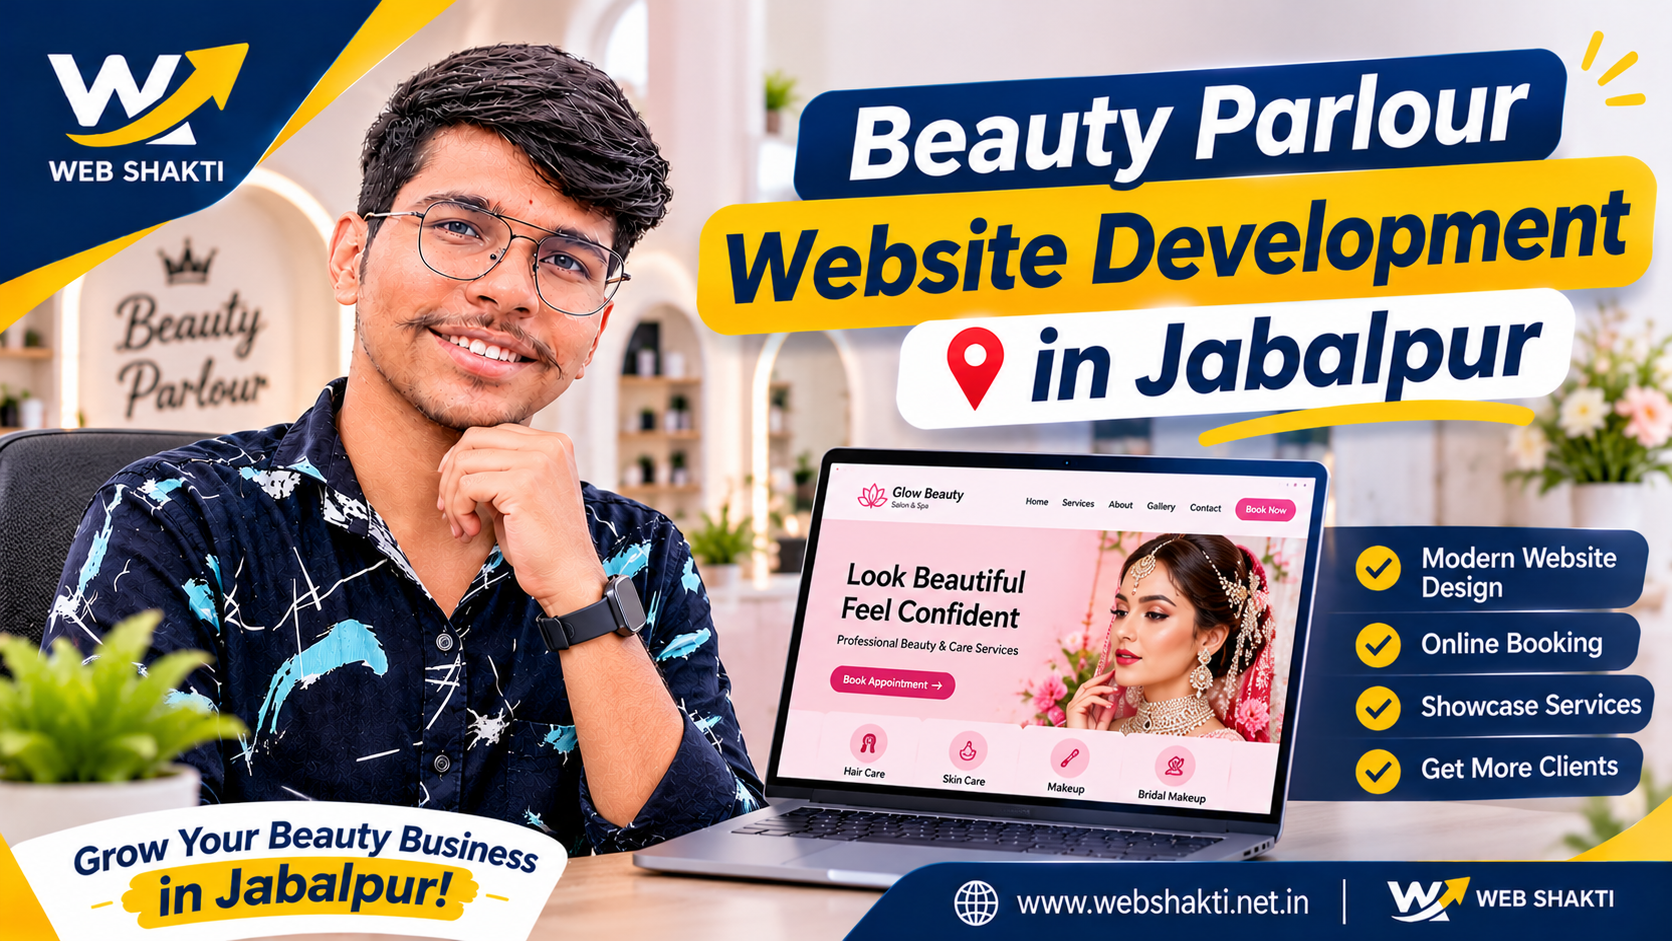 WEB SHAKTI
Beauty
Parlour
Beauty Parlour
Website Development
in Jabalpur
Glow Beauty
Salon & Spa
Home Services About Gallery Contact Book Now
Look Beautiful
Feel Confident
Professional Beauty & Care Services
Book Appointment →
Hair Care
Skin Care
Makeup
Bridal Makeup
Modern Website
Design
Online Booking
Showcase Services
Get More Clients
Grow Your Beauty Business
in Jabalpur!
www.webshakti.net.in
WEB SHAKTI